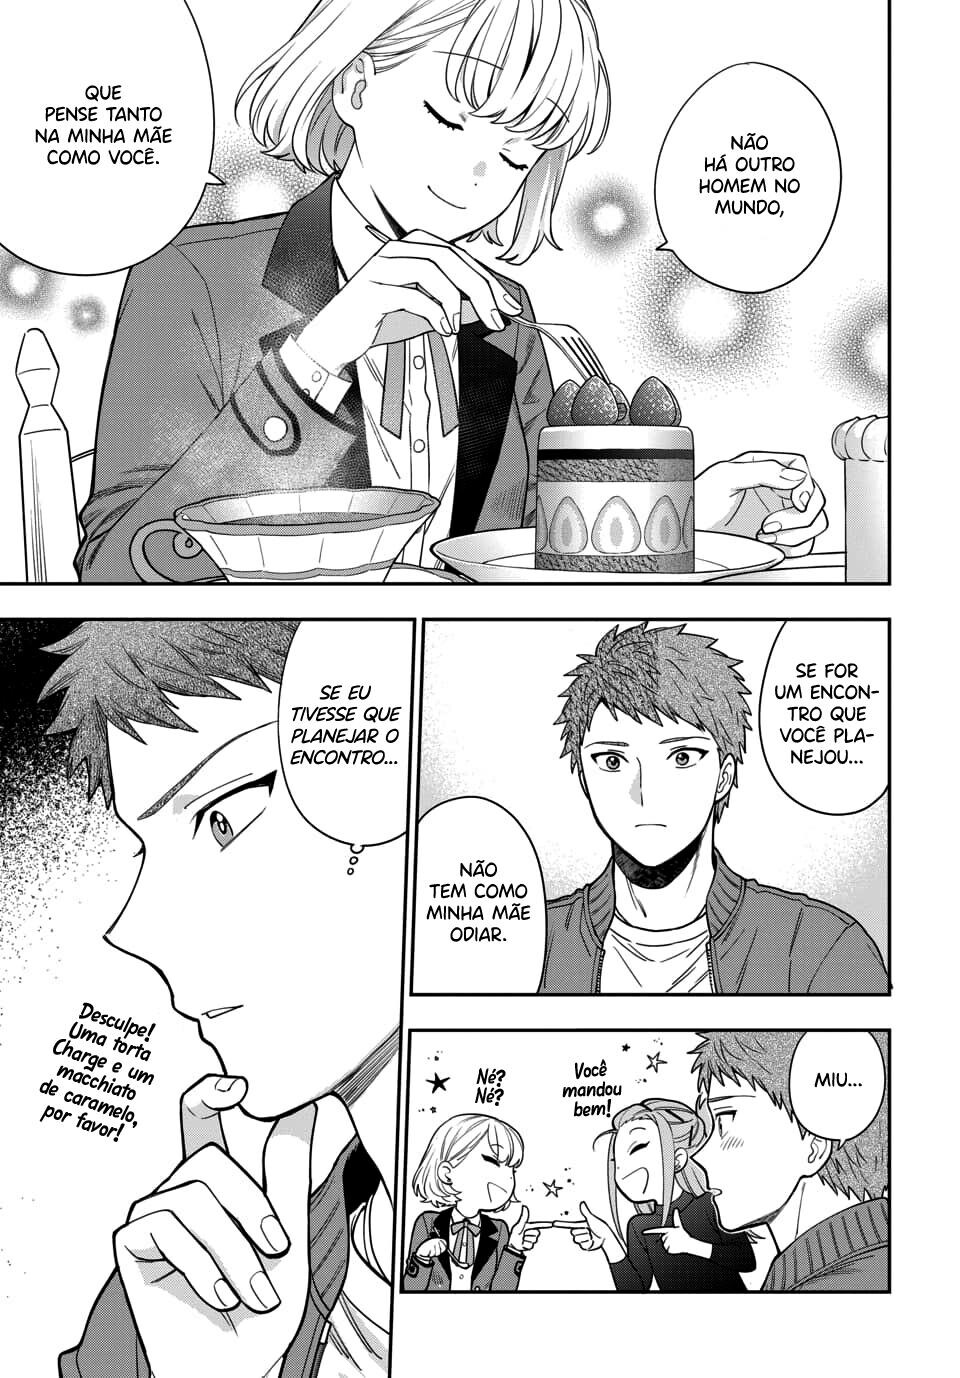 NÃO
HÁ OUTRO
HOMEM NO
MUNDO,
QUE
PENSE TANTO
NA MINHA MÃE
COMO VOCÊ.
SE FOR
UM ENCON-
TRO QUE
VOCÊ PLA-
NEJOU...
NÃO
TEM COMO
MINHA MÃE
ODIAR.
MIU...
Você
mandou
bem!
Né?
Né?
SE EU
TIVESSE QUE
PLANEJAR O
ENCONTRO...
Desculpe!
Uma torta
Charge e um
macchiato
de caramelo,
por favor!